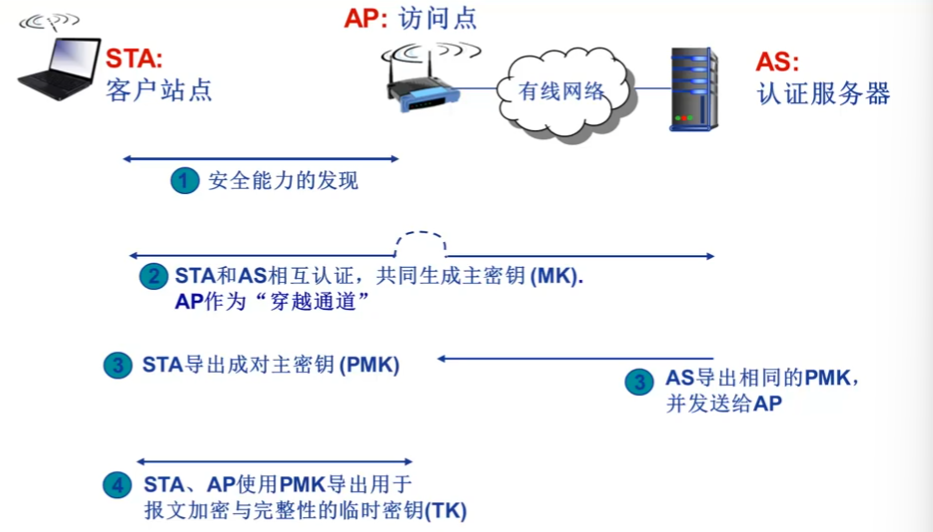 AP: 访问点
STA:
客户站点
有线网络
AS:
认证服务器
1 安全能力的发现
2 STA和AS相互认证，共同生成主密钥(MK).
AP作为“穿越通道”
3 STA导出成对主密钥(PMK)
3 AS导出相同的PMK，
并发送给AP
4 STA、AP使用PMK导出用于
报文加密与完整性的临时密钥(TK)